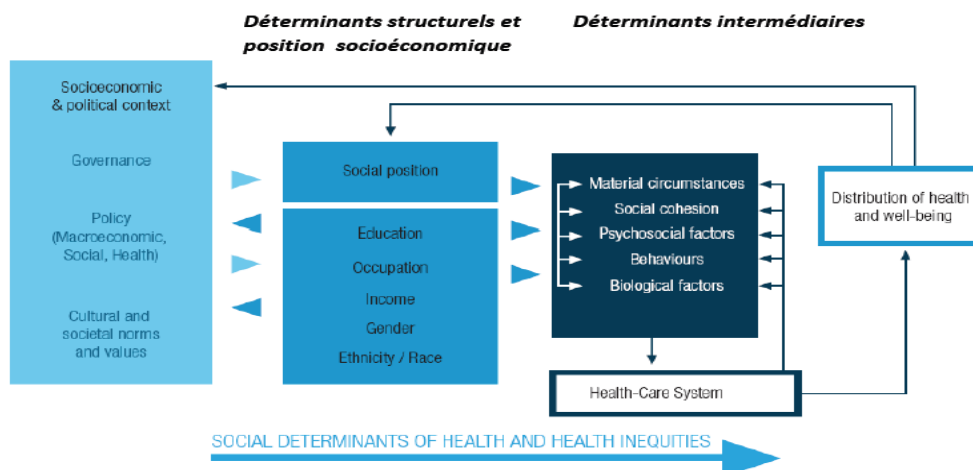 Déterminants structurels et
position socioéconomique
Déterminants intermédiaires
Socioeconomic
& political context
Governance
Policy
(Macroeconomic,
Social, Health)
Cultural and
societal norms
and values
Social position
Education
Occupation
Income
Gender
Ethnicity / Race
Material circumstances
Social cohesion
Psychosocial factors
Behaviours
Biological factors
Health-Care System
Distribution of health
and well-being
SOCIAL DETERMINANTS OF HEALTH AND HEALTH INEQUITIES